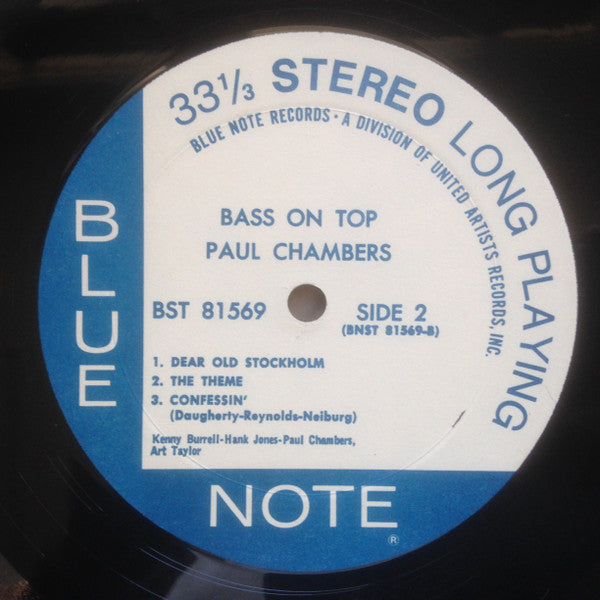 33⅓ STEREO LONG PLAYING
BLUE NOTE RECORDS • A DIVISION OF UNITED ARTISTS RECORDS, INC.
BASS ON TOP
PAUL CHAMBERS
BST 81569 SIDE 2
(BNST 81569-B)
1. DEAR OLD STOCKHOLM
2. THE THEME
3. CONFESSIN'
(Daugherty-Reynolds-Neiburg)
Kenny Burrell-Hank Jones-Paul Chambers,
Art Taylor
BLUE
NOTE
®